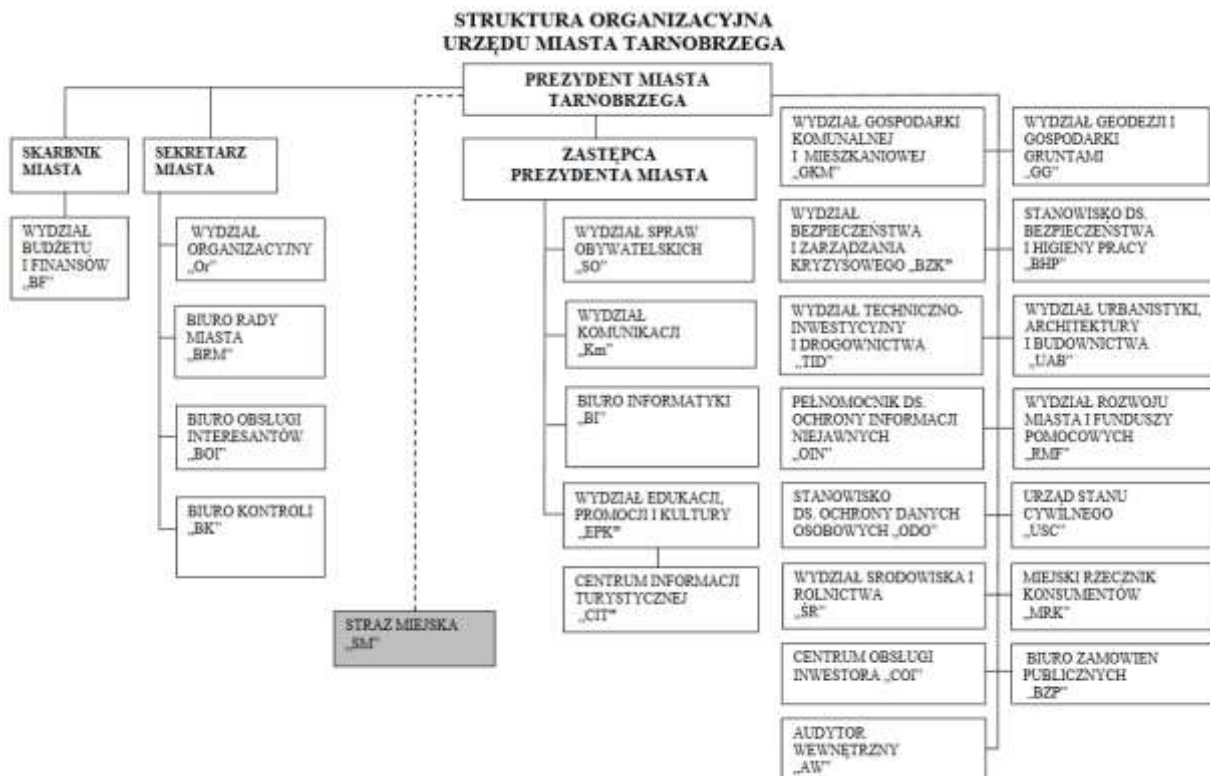 STRUKTURA ORGANIZACYJNA
URZĘDU MIASTA TARNOBRZEGA
PREZYDENT MIASTA
TARNOBRZEGA
SKARBNIK
MIASTA
WYDZIAŁ
BUDŻETU
I FINANSÓW
„BF”
SEKRETARZ
MIASTA
WYDZIAŁ
ORGANIZACYJNY
„Or”
BIURO RADY
MIASTA
„BRM”
BIURO OBSŁUGI
INTERESANTÓW
„BOI”
BIURO KONTROLI
„BK”
STRAŻ MIEJSKA
„SM”
ZASTĘPCA
PREZYDENTA MIASTA
WYDZIAŁ SPRAW
OBYWATELSKICH
„SO”
WYDZIAŁ
KOMUNIKACJI
„Km”
BIURO INFORMATYKI
„BI”
WYDZIAŁ EDUKACJI,
PROMOCJI I KULTURY
„EPK”
CENTRUM INFORMACJI
TURYSTYCZNEJ
„CIT”
WYDZIAŁ GOSPODARKI
KOMUNALNEJ
I MIESZKANIOWEJ
„GKM”
WYDZIAŁ
BEZPIECZEŃSTWA
I ZARZĄDZANIA
KRYZYSOWEGO „BZK”
WYDZIAŁ TECHNICZNO-
INWESTYCYJNY
I DROGOWNICTWA
„TID”
PEŁNOMOCNIK DS.
OCHRONY INFORMACJI
NIEJAWNYCH
„OIN”
STANOWISKO
DS. OCHRONY DANYCH
OSOBOWYCH „ODO”
WYDZIAŁ ŚRODOWISKA I
ROLNICTWA
„ŚR”
CENTRUM OBSŁUGI
INWESTORA „COI”
AUDYTOR
WEWNĘTRZNY
„AW”
WYDZIAŁ GEODEZJI I
GOSPODARKI
GRUNTAMI
„GG”
STANOWISKO DS.
BEZPIECZEŃSTWA
I HIGIENY PRACY
„BHP”
WYDZIAŁ URBANISTYKI,
ARCHITEKTURY
I BUDOWNICTWA
„UAB”
WYDZIAŁ ROZWOJU
MIASTA I FUNDUSZY
POMOCOWYCH
„RMF”
URZĄD STANU
CYWILNEGO
„USC”
MIEJSKI RZECZNIK
KONSUMENTÓW
„MRK”
BIURO ZAMÓWIEŃ
PUBLICZNYCH
„BZP”